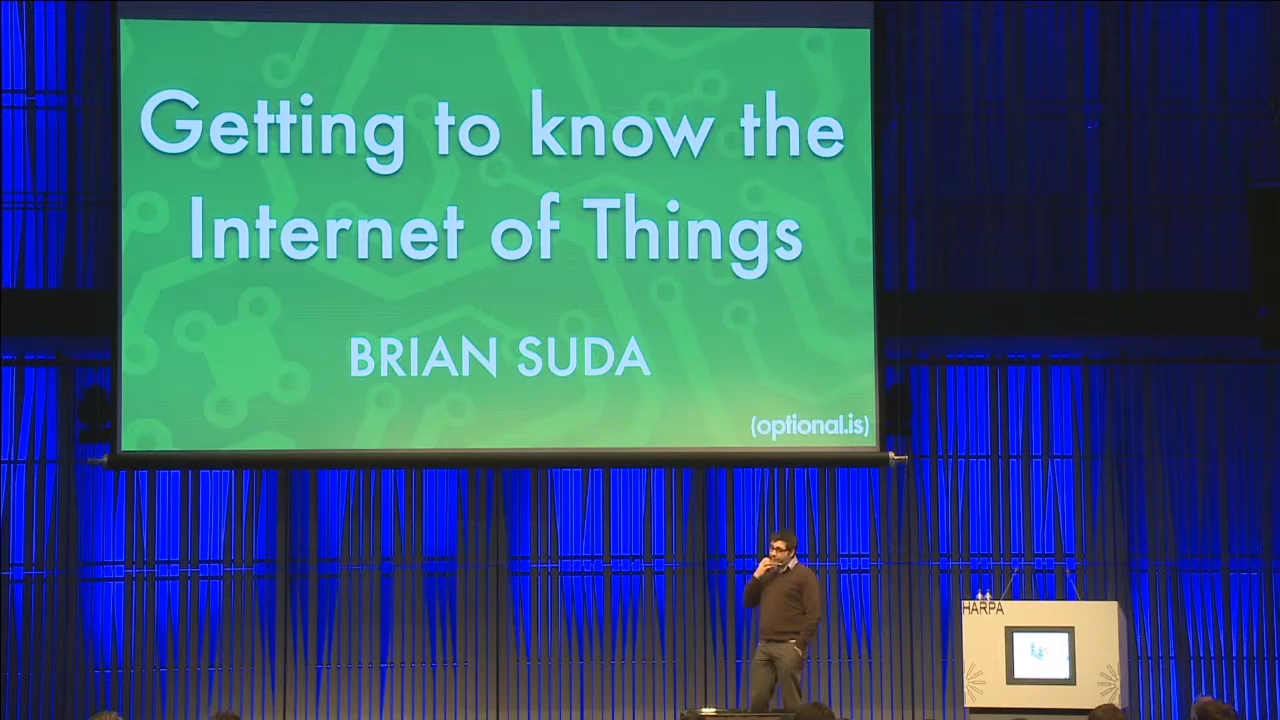 Getting to know the
Internet of Things
BRIAN SUDA
(optional.is)
HARPA